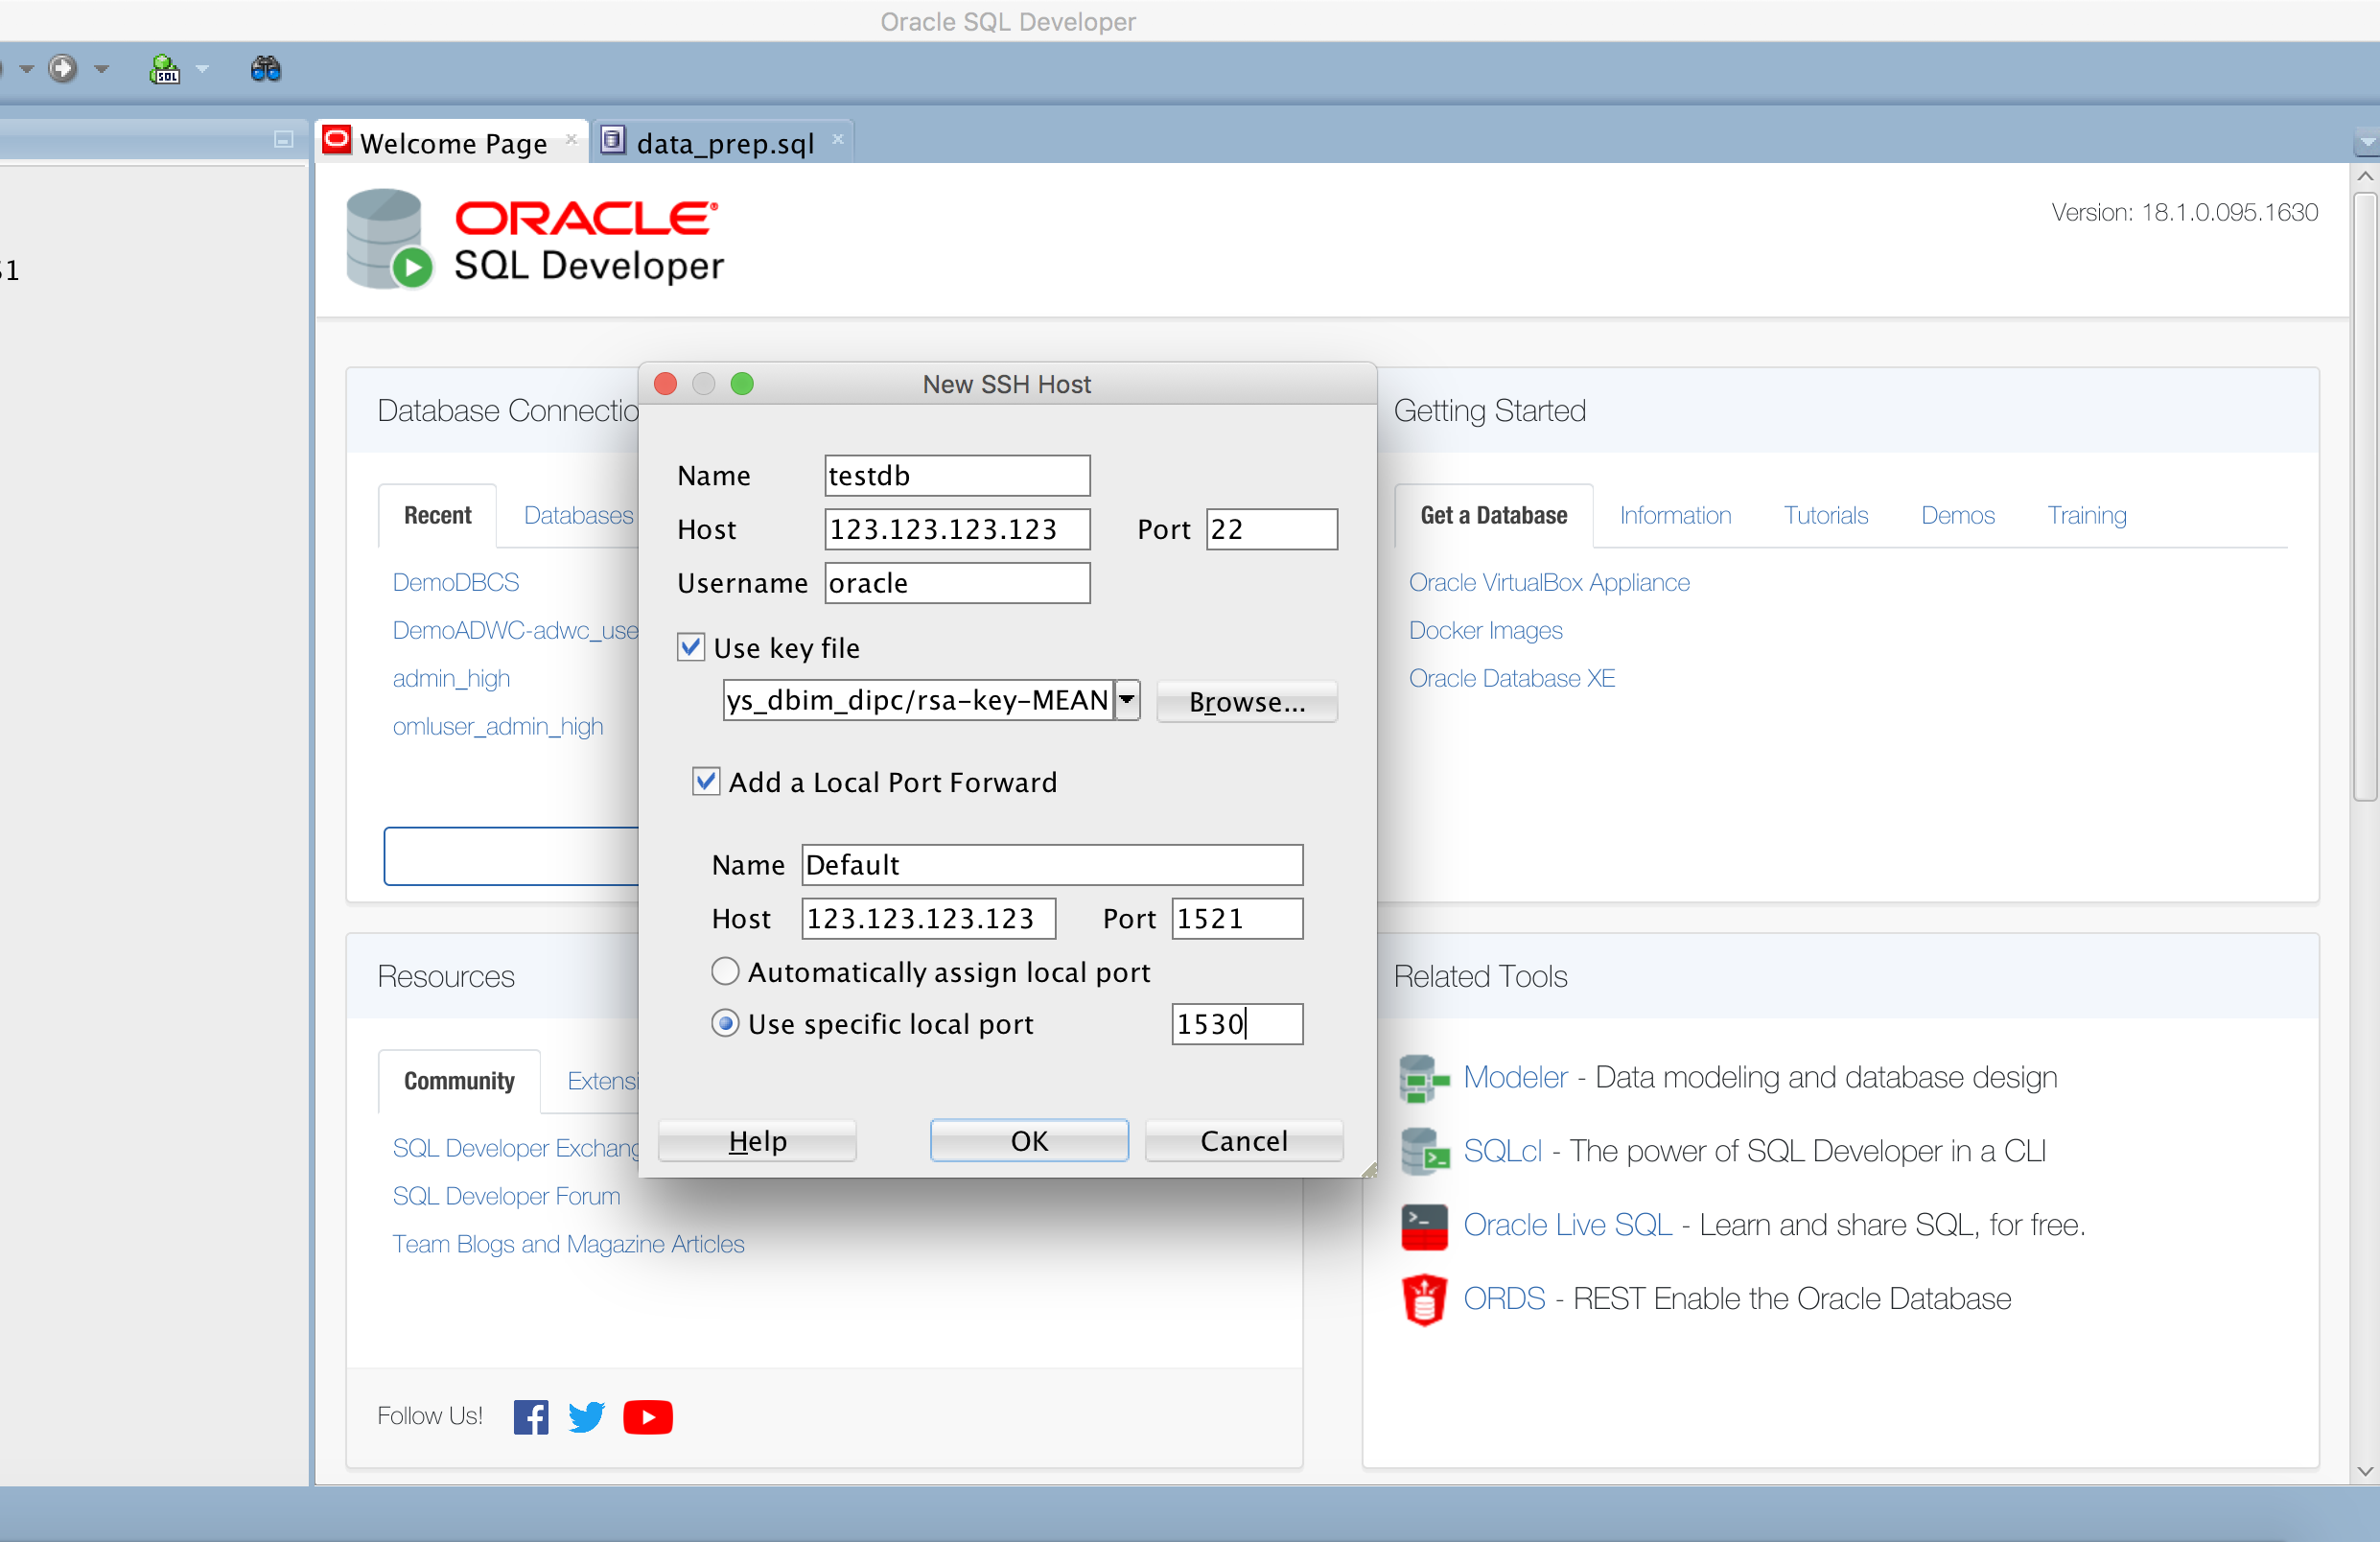 Oracle SQL Developer
SQL
Welcome Page
data_prep.sql
ORACLE
SQL Developer
Version: 18.1.0.095.1630
New SSH Host
Database Connectio
Recent
Databases
DemoDBCS
DemoADWC-adwc_use
admin_high
omluser_admin_high
Name testdb
Host 123.123.123.123 Port 22
Username oracle
Use key file
ys_dbim_dipc/rsa-key-MEAN Browse...
Add a Local Port Forward
Name Default
Host 123.123.123.123 Port 1521
Automatically assign local port
Use specific local port 1530
Help OK Cancel
Getting Started
Get a Database Information Tutorials Demos Training
Oracle VirtualBox Appliance
Docker Images
Oracle Database XE
Resources
Community Extensi
SQL Developer Exchang
SQL Developer Forum
Team Blogs and Magazine Articles
Follow Us!
Related Tools
Modeler - Data modeling and database design
SQLcl - The power of SQL Developer in a CLI
Oracle Live SQL - Learn and share SQL, for free.
ORDS - REST Enable the Oracle Database